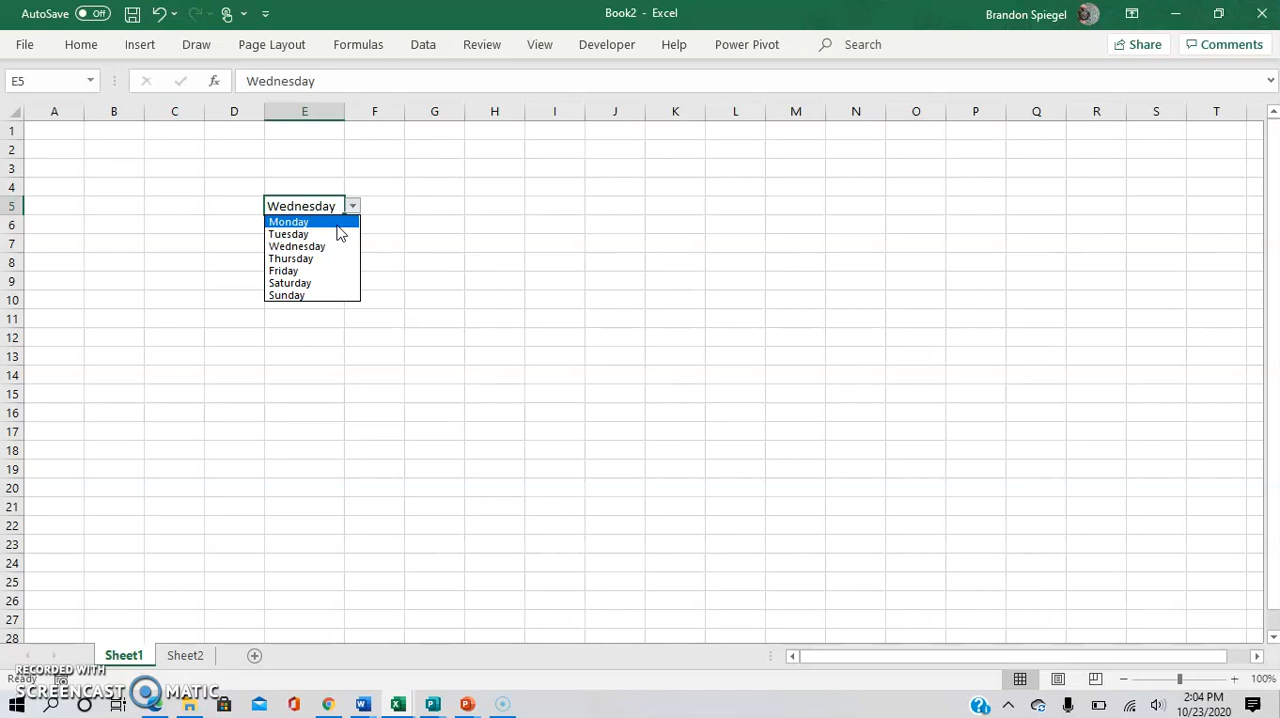 AutoSave Off Book2 - Excel Brandon Spiegel
File Home Insert Draw Page Layout Formulas Data Review View Developer Help Power Pivot Search Share Comments
E5 fx Wednesday
A B C D E F G H I J K L M N O P Q R S T
1
2
3
4
5 Wednesday
6 Monday
Tuesday
7 Wednesday
8 Thursday
9 Friday
Saturday
10 Sunday
11
12
13
14
15
16
17
18
19
20
21
22
23
24
25
26
27
28
Sheet1 Sheet2
RECORDED WITH
Ready 100%
SCREENCAST MATIC
2:04 PM
10/23/2020